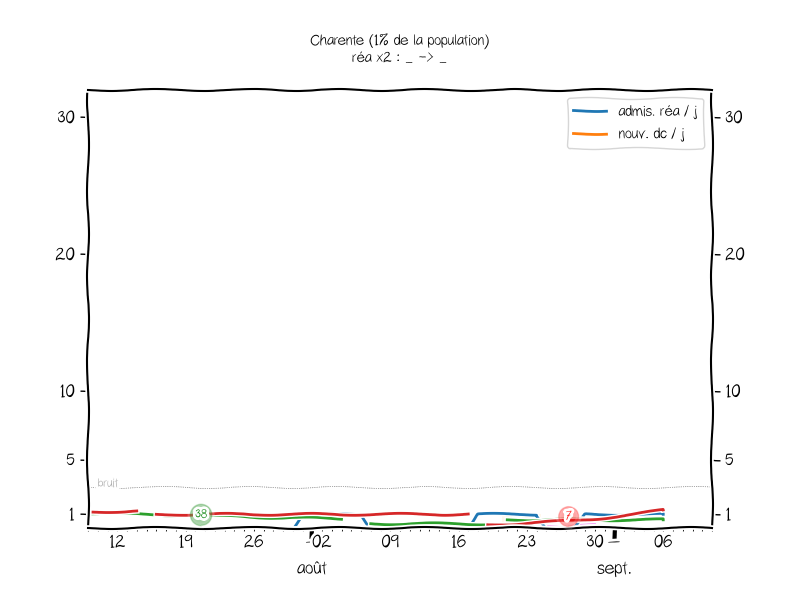 Charente (1% de la population)
réa x2 : _ -> _
admis. réa / j
nouv. dc / j
30
30
20
20
10
10
5
5
bruit
1
1
38
7
12 19 26 02 09 16 23 30 06
août sept.